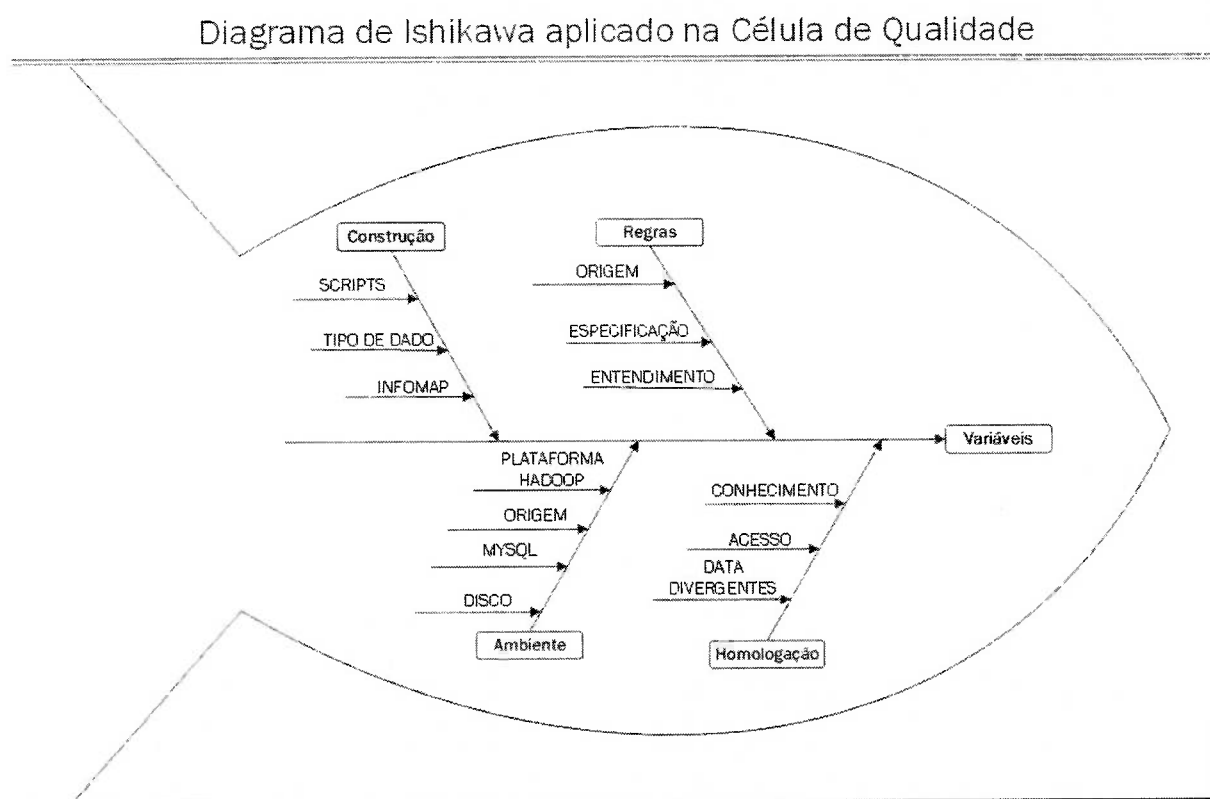 Diagrama de Ishikawa aplicado na Célula de Qualidade
Construção
SCRIPTS
TIPO DE DADO
INFOMAP
Regras
ORIGEM
ESPECIFICAÇÃO
ENTENDIMENTO
Variáveis
PLATAFORMA
HADOOP
ORIGEM
MYSQL
DISCO
Ambiente
CONHECIMENTO
ACESSO
DATA
DIVERGENTES
Homologação